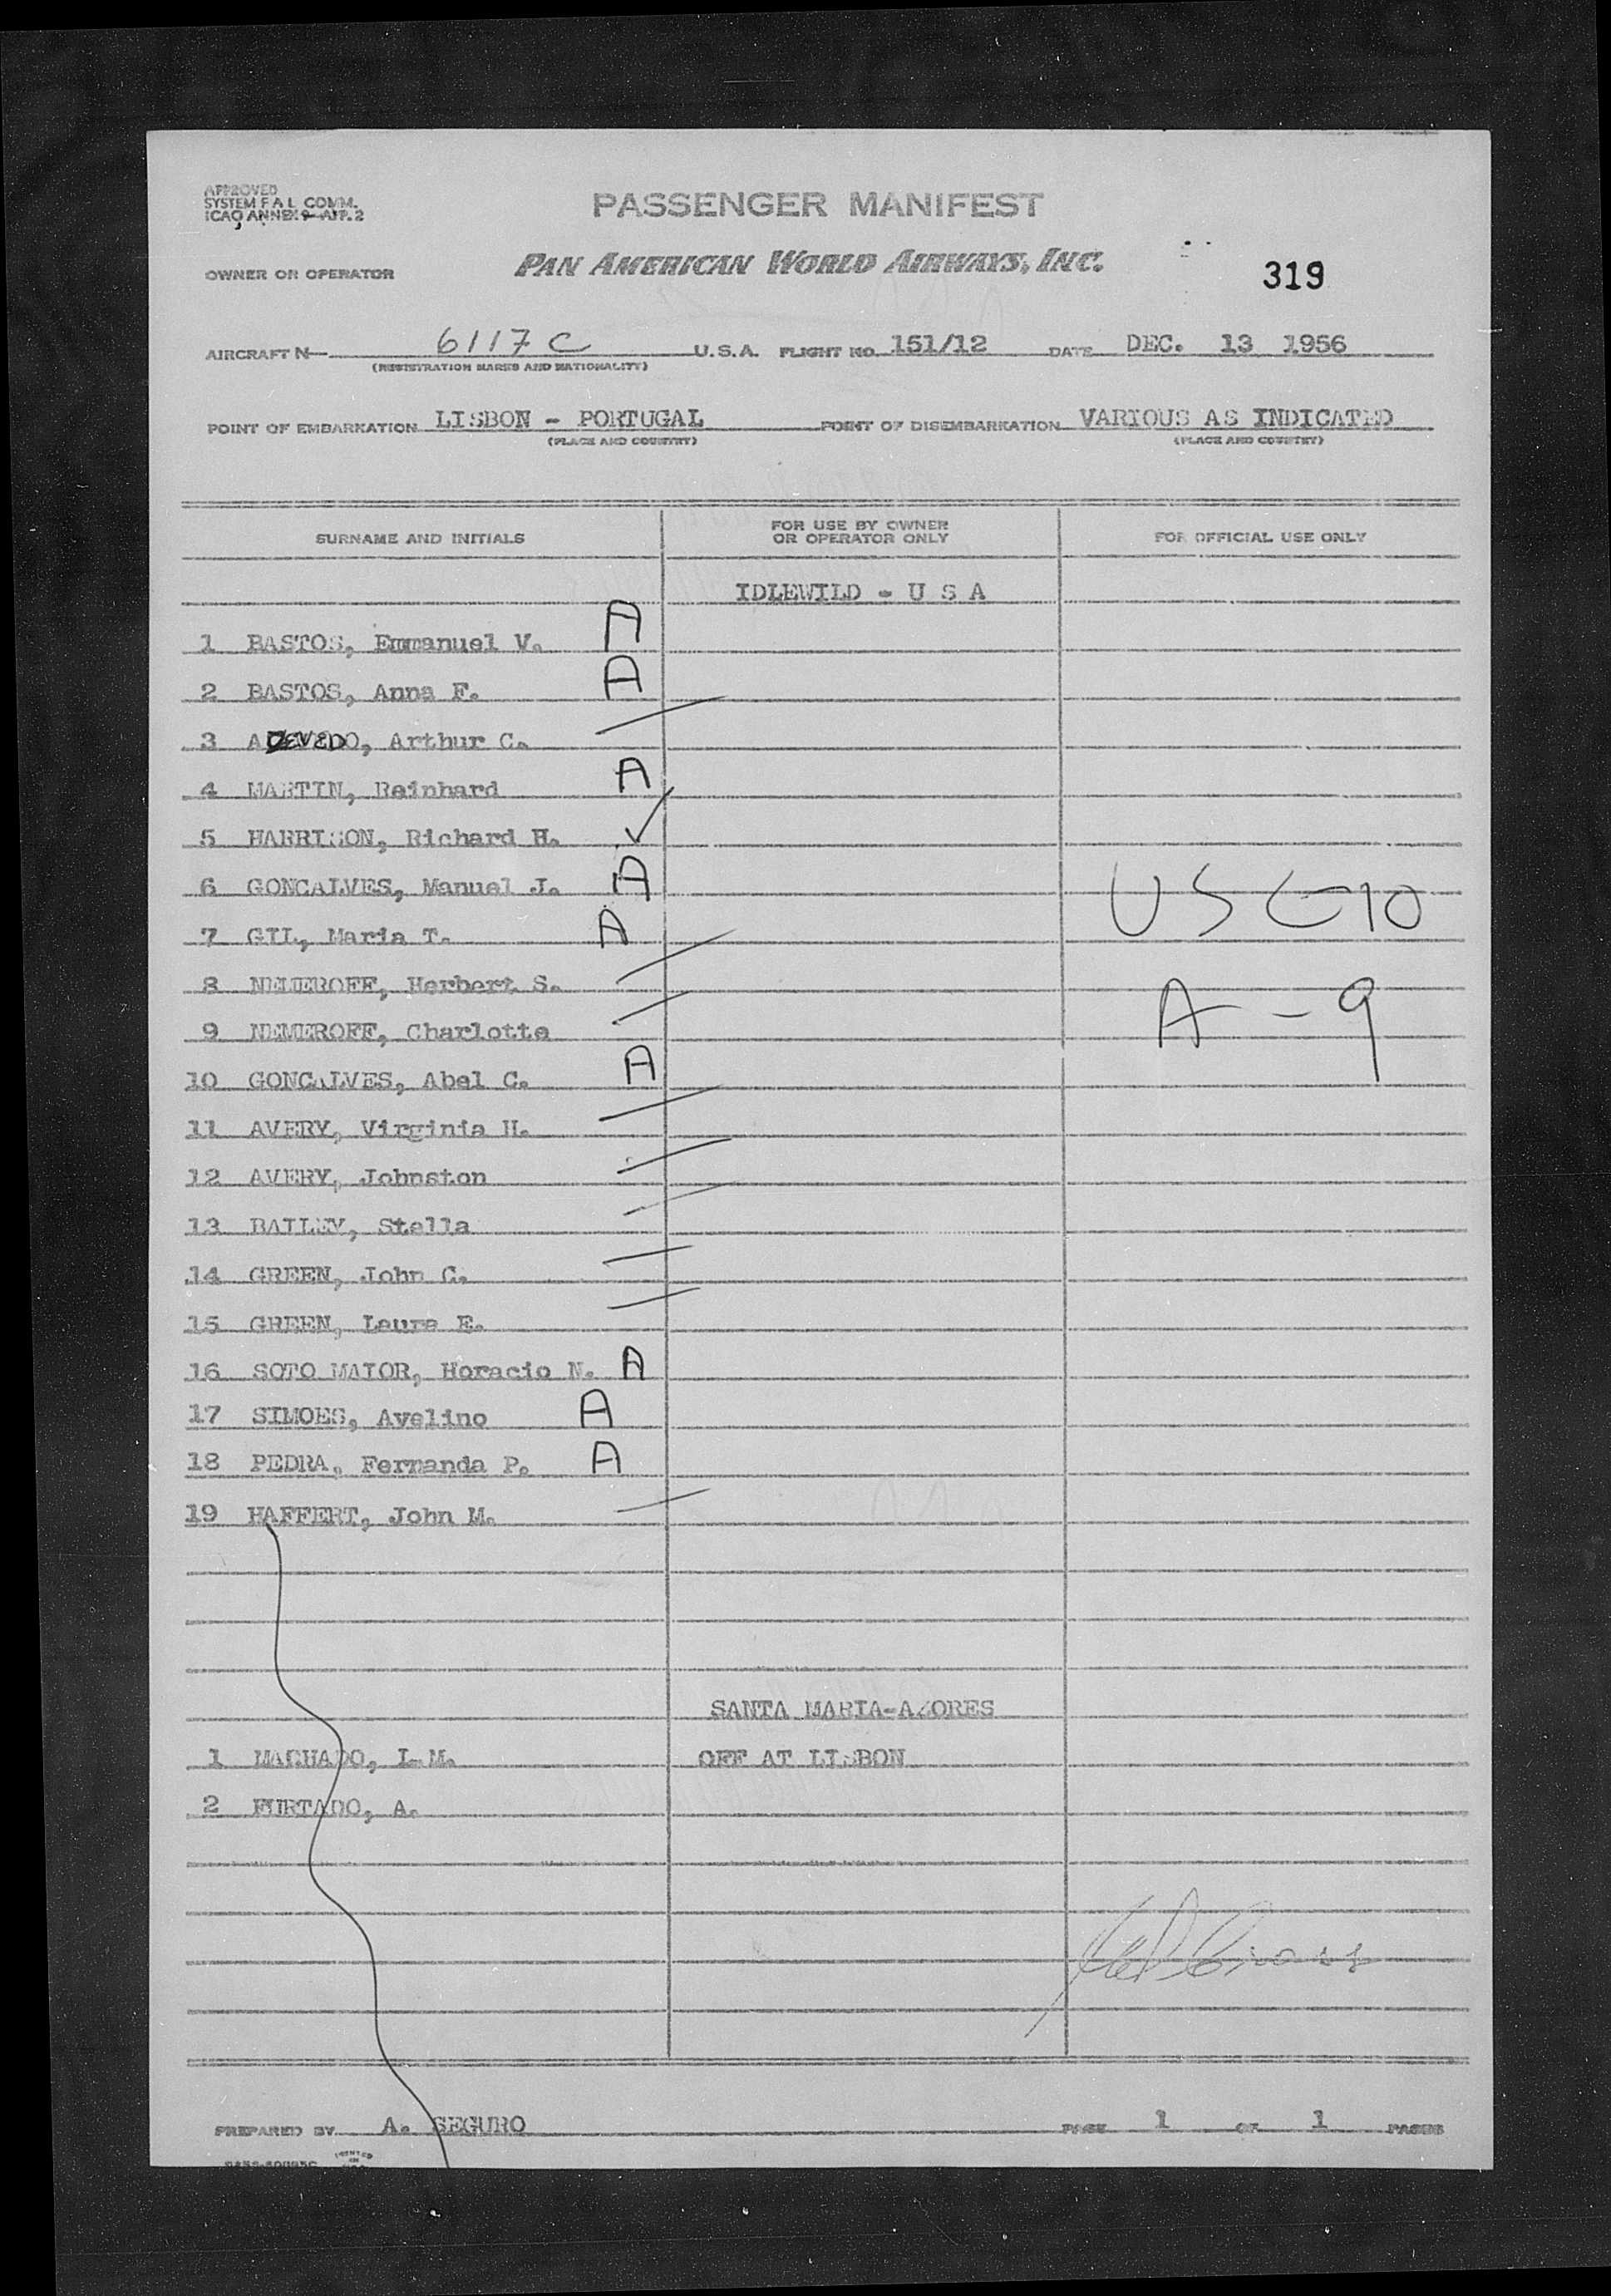 APPROVED
SYSTEM F A L COMM.
ICAO ANNEX 9-APP. 2
PASSENGER MANIFEST
OWNER OR OPERATOR PAN AMERICAN WORLD AIRWAYS, INC. 319
AIRCRAFT N- 6117 C U.S.A. FLIGHT NO. 151/12 DATE DEC. 13 1956
(REGISTRATION MARKS AND NATIONALITY)
POINT OF EMBARKATION LISBON - PORTUGAL POINT OF DISEMBARKATION VARIOUS AS INDICATED
(PLACE AND COUNTRY) (PLACE AND COUNTRY)
SURNAME AND INITIALS FOR USE BY OWNER OR OPERATOR ONLY FOR OFFICIAL USE ONLY
IDLEWILD - U S A
1 BASTOS, Emmanuel V. A
2 BASTOS, Anna F. A
3 AZEVEDO, Arthur C.
4 MARTIN, Reinhard A
5 HARRISON, Richard H. ✓
6 GONCALVES, Manuel J. A USC-10
7 GIL, Maria T. A
8 NEMEROFF, Herbert S.
9 NEMEROFF, Charlotte A - 9
10 GONCALVES, Abel C. A
11 AVERY, Virginia H.
12 AVERY, Johnston
13 BAILEY, Stella
14 GREEN, John C.
15 GREEN, Laura E.
16 SOTO MAIOR, Horacio N. A
17 SIMOES, Avelino A
18 PEDRA, Fernanda P. A
19 HAFFERT, John M.
SANTA MARIA-AZORES
1 MACHADO, L M. OFF AT LISBON
2 FURTADO, A.
PREPARED BY A. SEGURO PAGE 1 OF 1 PAGES
PRINTED IN